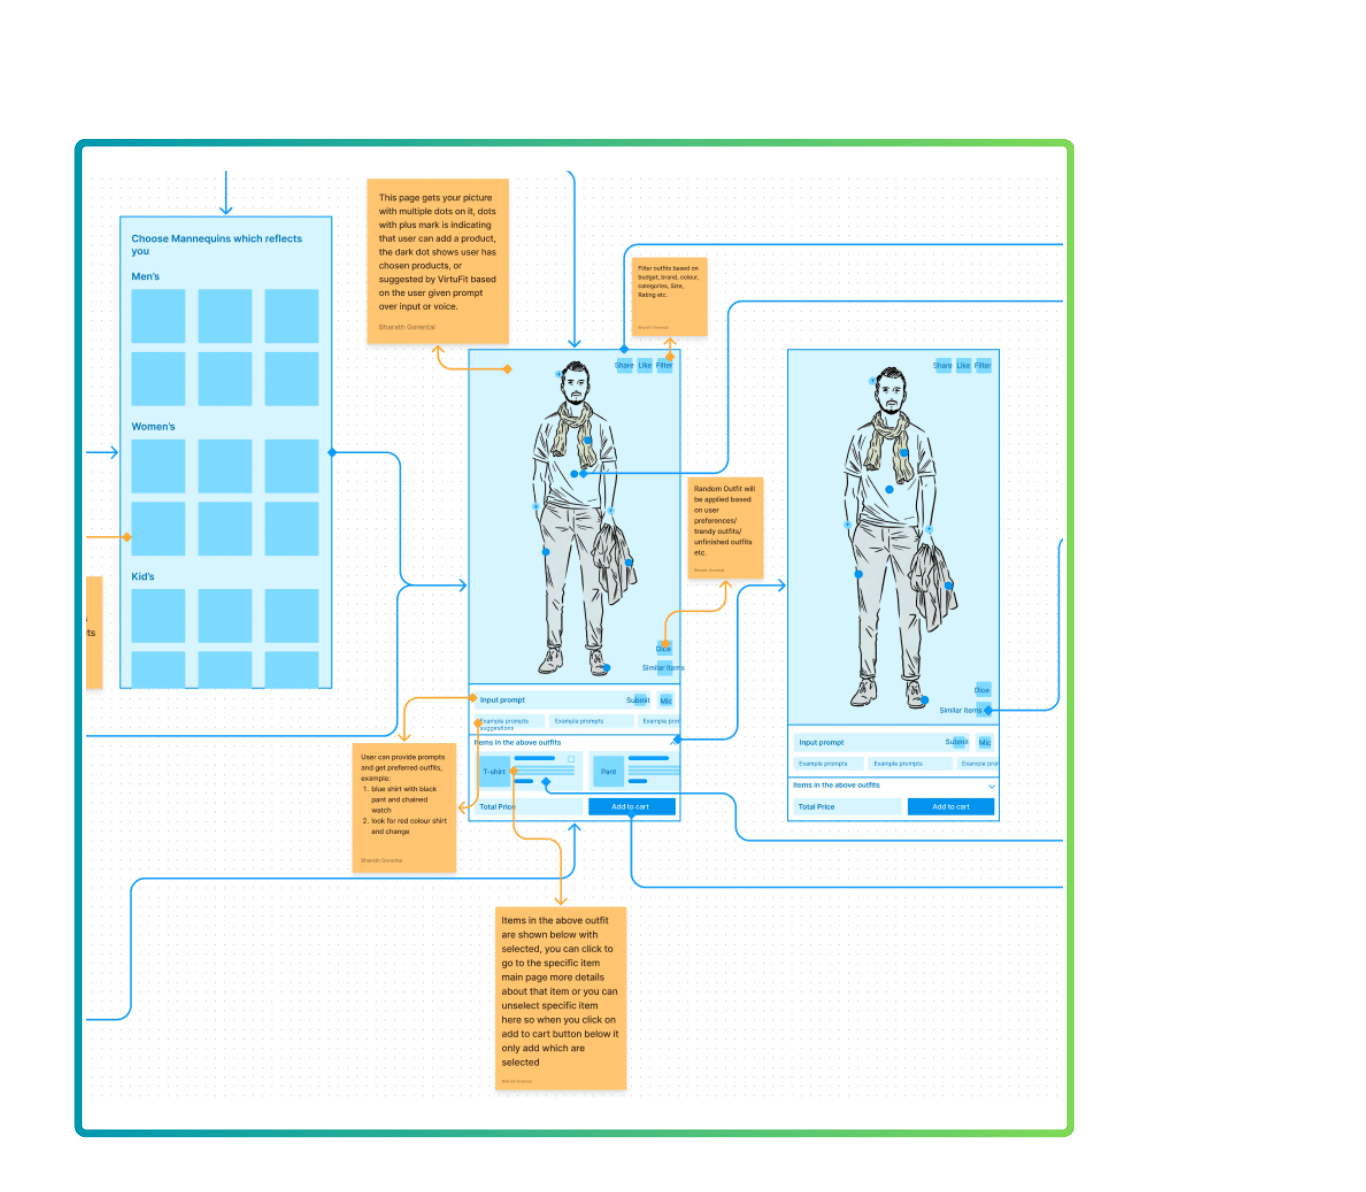 Choose Mannequins which reflects
you
Men's
Women's
Kid's
ts
This page gets your picture
with multiple dots on it, dots
with plus mark is indicating
that user can add a product,
the dark dot shows user has
chosen products, or
suggested by VirtuFit based
on the user given prompt
over input or voice.
Bharath Gorental
Filter outfits based on
budget, brand, colour,
categories, Size,
Rating etc.
Bharath Gorental
Share Like Filter
Random Outfit will
be applied based
on user
preferences/
trendy outfits/
unfinished outfits
etc.
Bharath Gorental
Dice
Similar Items
Input prompt Submit Mic
Example prompts
suggestions
Example prompts
Example prom
Items in the above outfits
T-shirt
Pant
Total Price
Add to cart
User can provide prompts
and get preferred outfits,
example:
1. blue shirt with black
pant and chained
watch
2. look for red colour shirt
and change
Bharath Gorental
Items in the above outfit
are shown below with
selected, you can click to
go to the specific item
main page more details
about that item or you can
unselect specific item
here so when you click on
add to cart button below it
only add which are
selected
Bharath Gorental
Share Like Filter
Dice
Similar Items
Input prompt Submit Mic
Example prompts
Example prompts
Example pror
Items in the above outfits
Total Price
Add to cart